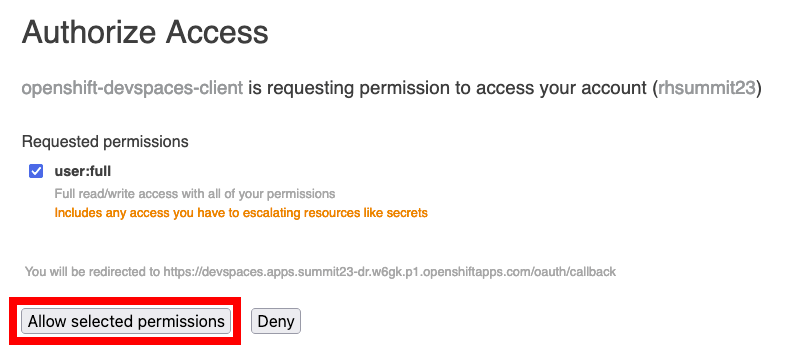 Authorize Access
openshift-devspaces-client is requesting permission to access your account (rhsummit23)
Requested permissions
user:full
Full read/write access with all of your permissions
Includes any access you have to escalating resources like secrets
You will be redirected to https://devspaces.apps.summit23-dr.w6gk.p1.openshiftapps.com/oauth/callback
Allow selected permissions Deny